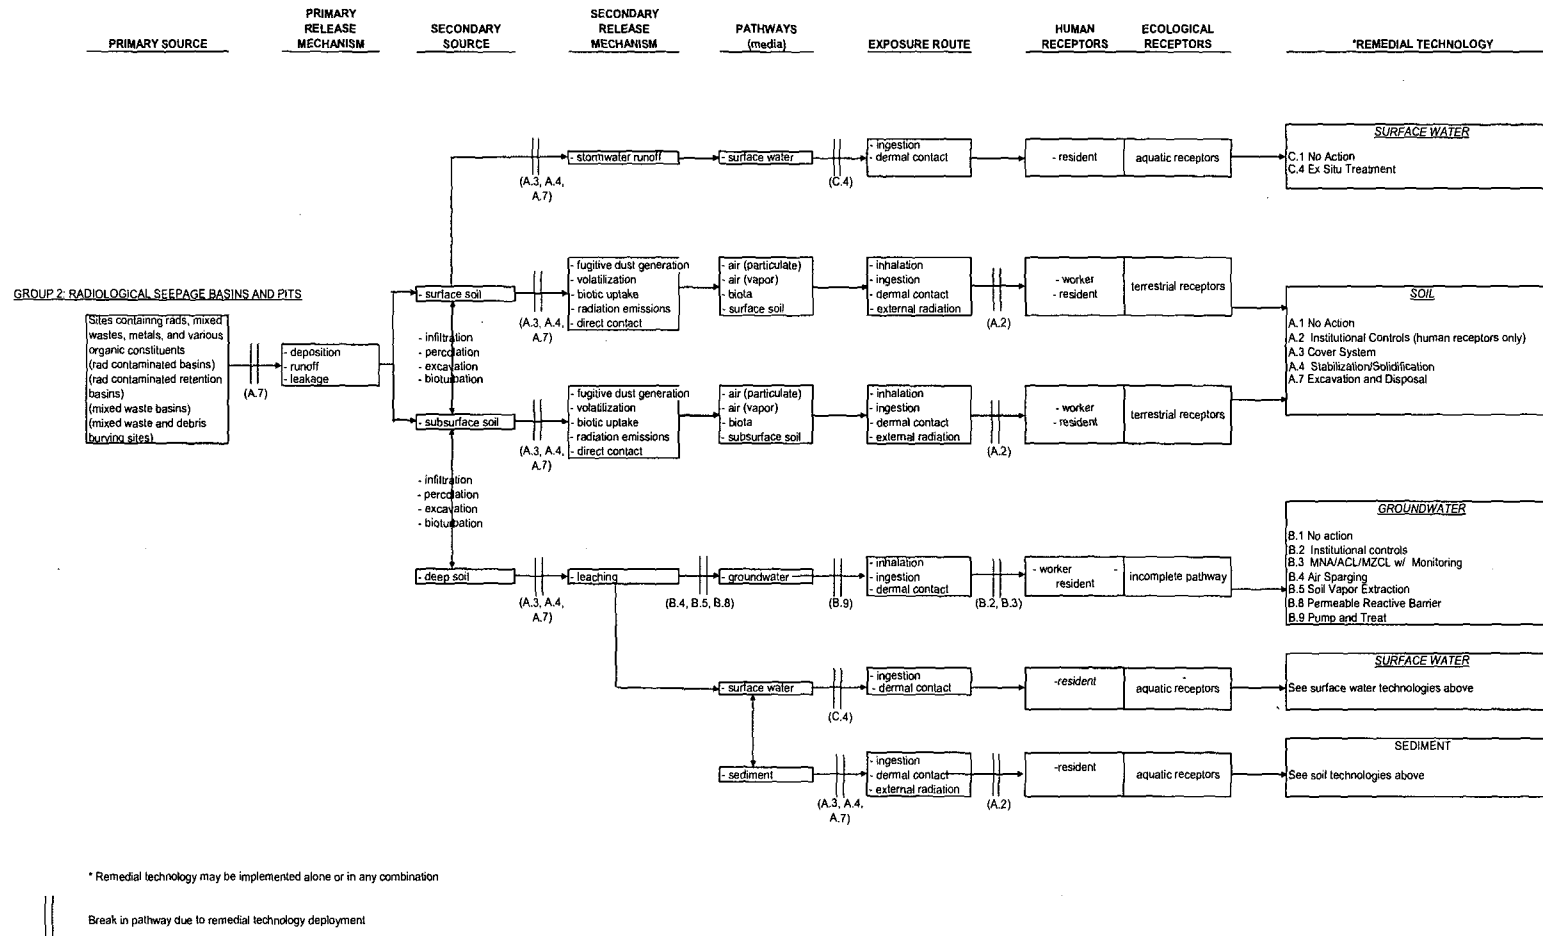 PRIMARY SOURCE
PRIMARY
RELEASE
MECHANISM
SECONDARY
SOURCE
SECONDARY
RELEASE
MECHANISM
PATHWAYS
(media)
EXPOSURE ROUTE
HUMAN
RECEPTORS
ECOLOGICAL
RECEPTORS
*REMEDIAL TECHNOLOGY
(A.3, A.4,
A.7)
- stormwater runoff
- surface water
(C.4)
- ingestion
- dermal contact
- resident
aquatic receptors
SURFACE WATER
C.1 No Action
C.4 Ex Situ Treatment
GROUP 2: RADIOLOGICAL SEEPAGE BASINS AND PITS
Sites containng rads, mixed
wastes, metals, and various
organic constituents
(rad contaminated basins)
(rad contaminated retention
basins)
(mixed waste basins)
(mixed waste and debris
burying sites)
(A.7)
- deposition
- runoff
- leakage
- surface soil
(A.3, A.4,
A.7)
- fugitive dust generation
- volatilization
- biotic uptake
- radiation emissions
- direct contact
- air (particulate)
- air (vapor)
- biota
- surface soil
- inhalation
- ingestion
- dermal contact
- external radiation
(A.2)
- worker
- resident
terrestrial receptors
SOIL
A.1 No Action
A.2 Institutional Controls (human receptors only)
A.3 Cover System
A.4 Stabilization/Solidification
A.7 Excavation and Disposal
- infiltration
- percolation
- excavation
- bioturbation
- subsurface soil
(A.3, A.4,
A.7)
- fugitive dust generation
- volatilization
- biotic uptake
- radiation emissions
- direct contact
- air (particulate)
- air (vapor)
- biota
- subsurface soil
- inhalation
- ingestion
- dermal contact
- external radiation
(A.2)
- worker
- resident
terrestrial receptors
- infiltration
- percolation
- excavation
- bioturbation
- deep soil
(A.3, A.4,
A.7)
- leaching
(B.4, B.5, B.8)
- groundwater
(B.9)
- inhalation
- ingestion
- dermal contact
(B.2, B.3)
- worker -
resident
incomplete pathway
GROUNDWATER
B.1 No action
B.2 Institutional controls
B.3 MNA/ACL/MZCL w/ Monitoring
B.4 Air Sparging
B.5 Soil Vapor Extraction
B.8 Permeable Reactive Barrier
B.9 Pump and Treat
- surface water
(C.4)
- ingestion
- dermal contact
-resident
aquatic receptors
SURFACE WATER
See surface water technologies above
- sediment
(A.3, A.4,
A.7)
- ingestion
- dermal contact
- external radiation
(A.2)
-resident
aquatic receptors
SEDIMENT
See soil technologies above
* Remedial technology may be implemented alone or in any combination
Break in pathway due to remedial technology deployment